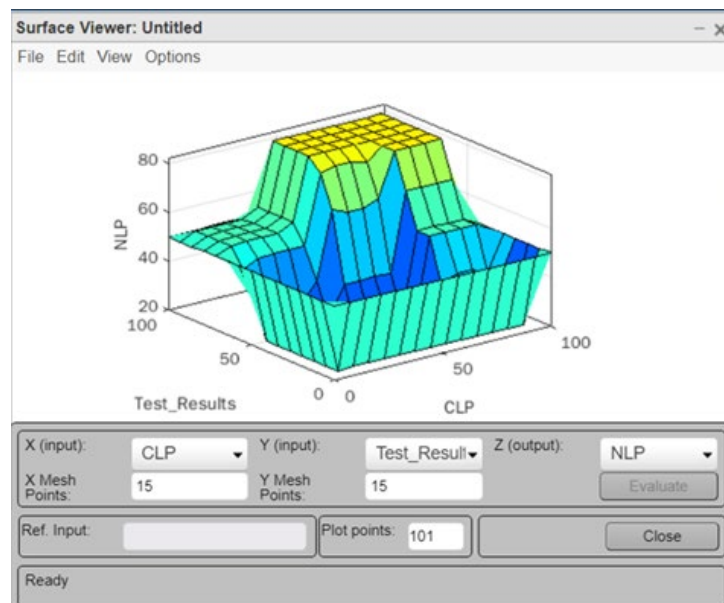 Surface Viewer: Untitled
File Edit View Options
80
60
40
20
NLP
100
50
0
Test_Results
0
50
100
CLP
X (input): CLP Y (input): Test_Result Z (output): NLP
X Mesh Points: 15 Y Mesh Points: 15 Evaluate
Ref. Input: Plot points: 101 Close
Ready